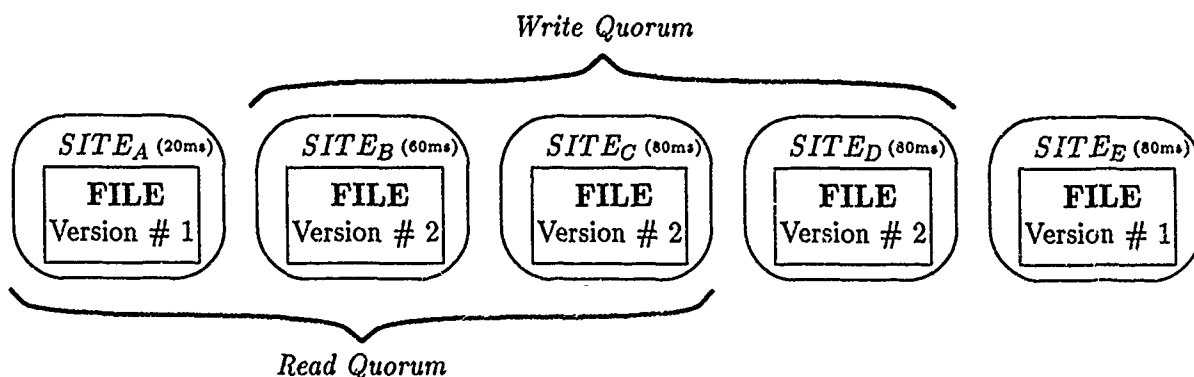 Write Quorum
SITE_A (20ms) SITE_B (60ms) SITE_C (80ms) SITE_D (80ms) SITE_E (80ms)
FILE FILE FILE FILE FILE
Version # 1 Version # 2 Version # 2 Version # 2 Version # 1
Read Quorum